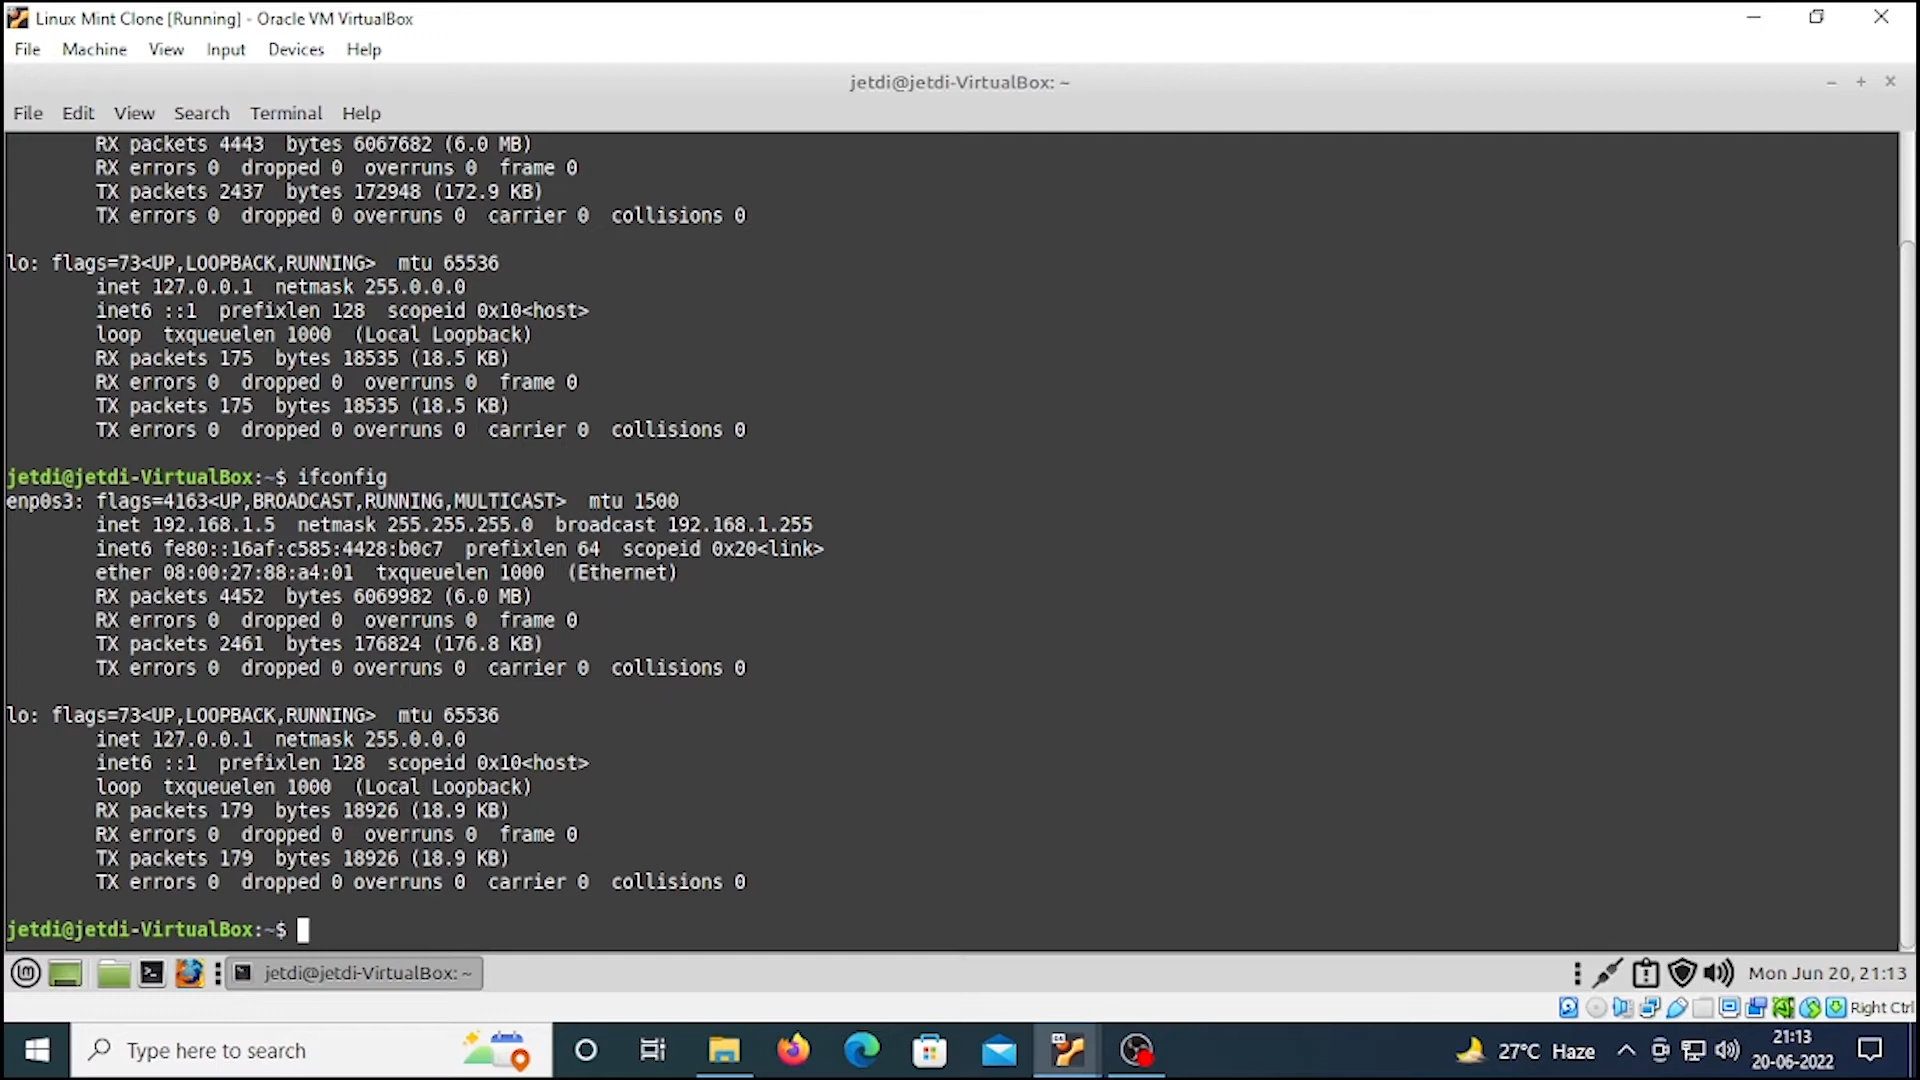 Linux Mint Clone [Running] - Oracle VM VirtualBox
File Machine View Input Devices Help
jetdi@jetdi-VirtualBox: ~
File Edit View Search Terminal Help
RX packets 4443  bytes 6067682 (6.0 MB)
RX errors 0  dropped 0  overruns 0  frame 0
TX packets 2437  bytes 172948 (172.9 KB)
TX errors 0  dropped 0 overruns 0  carrier 0  collisions 0
lo: flags=73<UP,LOOPBACK,RUNNING>  mtu 65536
inet 127.0.0.1  netmask 255.0.0.0
inet6 ::1  prefixlen 128  scopeid 0x10<host>
loop  txqueuelen 1000  (Local Loopback)
RX packets 175  bytes 18535 (18.5 KB)
RX errors 0  dropped 0  overruns 0  frame 0
TX packets 175  bytes 18535 (18.5 KB)
TX errors 0  dropped 0 overruns 0  carrier 0  collisions 0
jetdi@jetdi-VirtualBox:~$ ifconfig
enp0s3: flags=4163<UP,BROADCAST,RUNNING,MULTICAST>  mtu 1500
inet 192.168.1.5  netmask 255.255.255.0  broadcast 192.168.1.255
inet6 fe80::16af:c585:4428:b0c7  prefixlen 64  scopeid 0x20<link>
ether 08:00:27:88:a4:01  txqueuelen 1000  (Ethernet)
RX packets 4452  bytes 6069982 (6.0 MB)
RX errors 0  dropped 0  overruns 0  frame 0
TX packets 2461  bytes 176824 (176.8 KB)
TX errors 0  dropped 0 overruns 0  carrier 0  collisions 0
lo: flags=73<UP,LOOPBACK,RUNNING>  mtu 65536
inet 127.0.0.1  netmask 255.0.0.0
inet6 ::1  prefixlen 128  scopeid 0x10<host>
loop  txqueuelen 1000  (Local Loopback)
RX packets 179  bytes 18926 (18.9 KB)
RX errors 0  dropped 0  overruns 0  frame 0
TX packets 179  bytes 18926 (18.9 KB)
TX errors 0  dropped 0 overruns 0  carrier 0  collisions 0
jetdi@jetdi-VirtualBox:~$
jetdi@jetdi-VirtualBox: ~ Mon Jun 20, 21:13
Right Ctrl
Type here to search 27°C Haze 21:13
20-06-2022